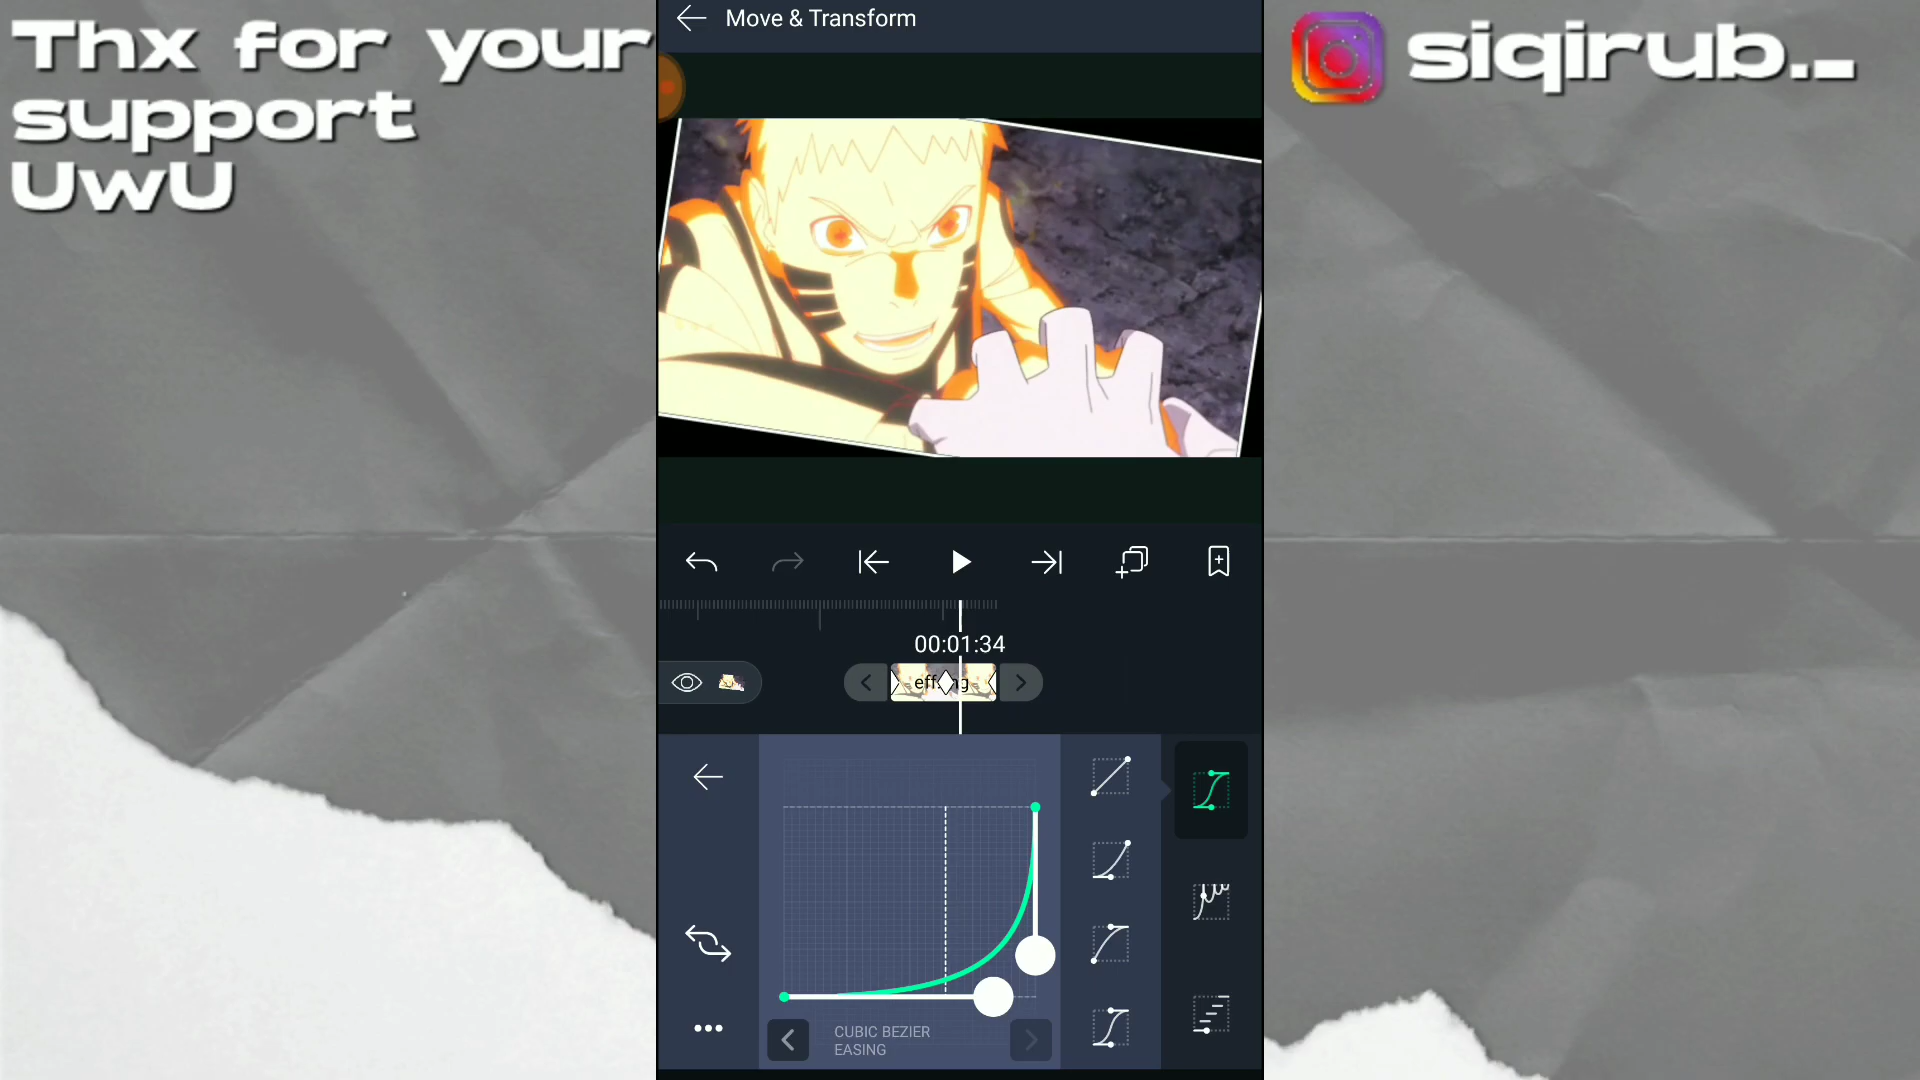 Thx for your
support
UwU
Move & Transform
siqirub._
00:01:34
CUBIC BEZIER
EASING